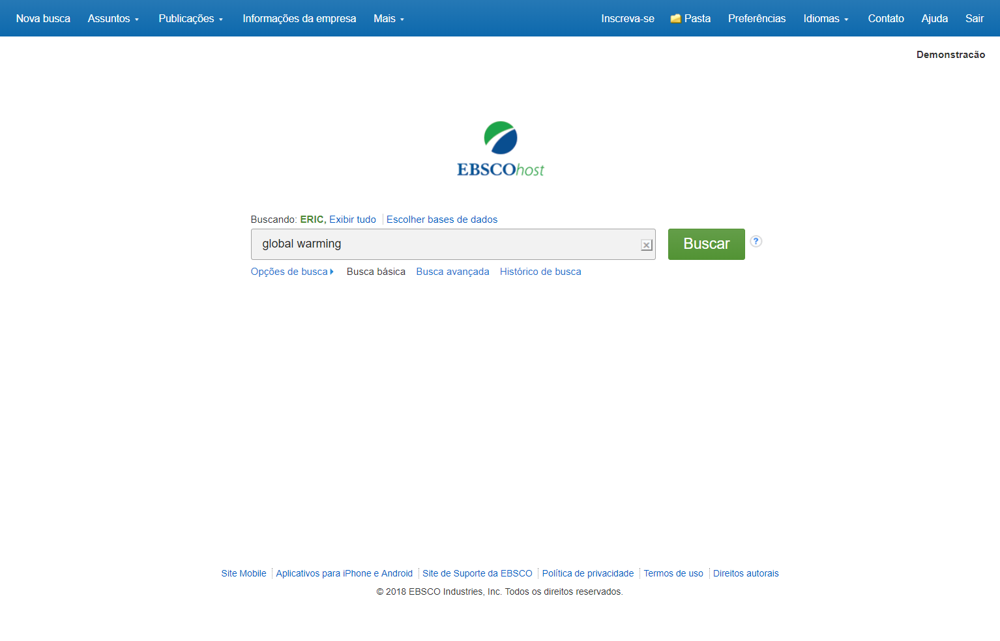 Nova busca Assuntos Publicações Informações da empresa Mais Inscreva-se Pasta Preferências Idiomas Contato Ajuda Sair
Demonstracão
EBSCOhost
Buscando: ERIC, Exibir tudo Escolher bases de dados
global warming
Buscar ?
Opções de busca Busca básica Busca avançada Histórico de busca
Site Mobile Aplicativos para iPhone e Android Site de Suporte da EBSCO Política de privacidade Termos de uso Direitos autorais
© 2018 EBSCO Industries, Inc. Todos os direitos reservados.